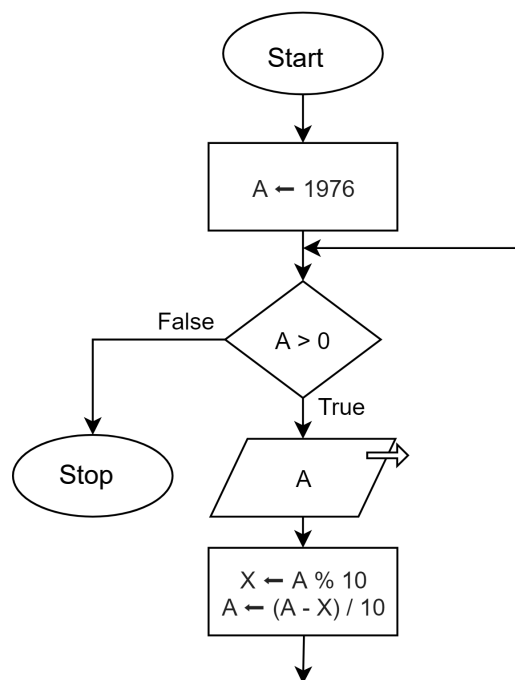 Start
A ← 1976
A > 0
False
True
Stop
A
X ← A % 10
A ← (A - X) / 10